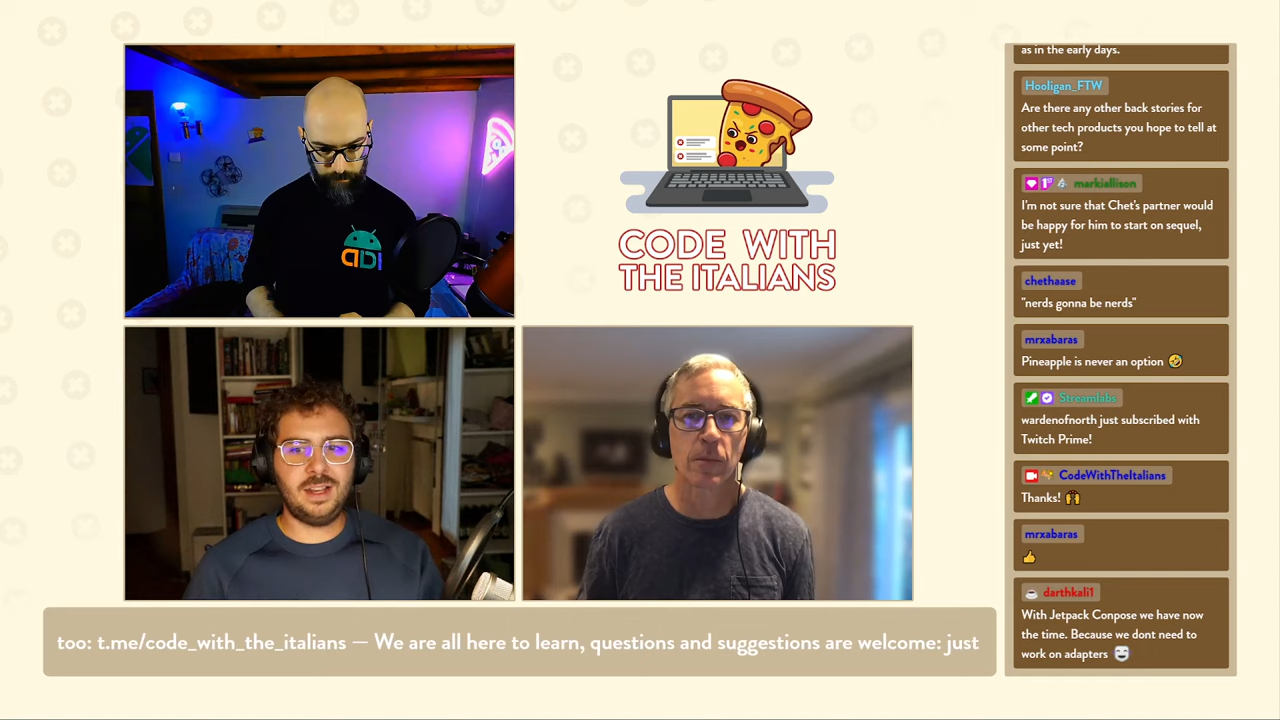 CODE WITH
THE ITALIANS
as in the early days.
Hooligan_FTW
Are there any other back stories for
other tech products you hope to tell at
some point?
markiallison
I'm not sure that Chet's partner would
be happy for him to start on sequel,
just yet!
chethaase
"nerds gonna be nerds"
mrxabaras
Pineapple is never an option 🤣
Streamlabs
wardenofnorth just subscribed with
Twitch Prime!
CodeWithTheItalians
Thanks! 🙌
mrxabaras
👍
darthkali1
With Jetpack Conpose we have now
the time. Because we dont need to
work on adapters
too: t.me/code_with_the_italians — We are all here to learn, questions and suggestions are welcome: just